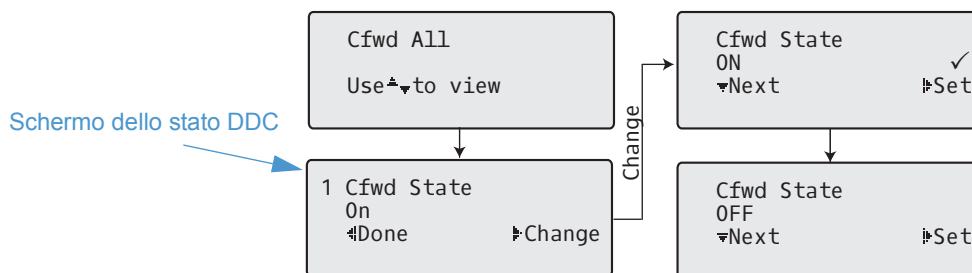 Cfwd All
Use▲▼to view
Schermo dello stato DDC
1 Cfwd State
On
◀Done ▶Change
Change
Cfwd State
ON ✓
▼Next ▶Set
Cfwd State
OFF
▼Next ▶Set